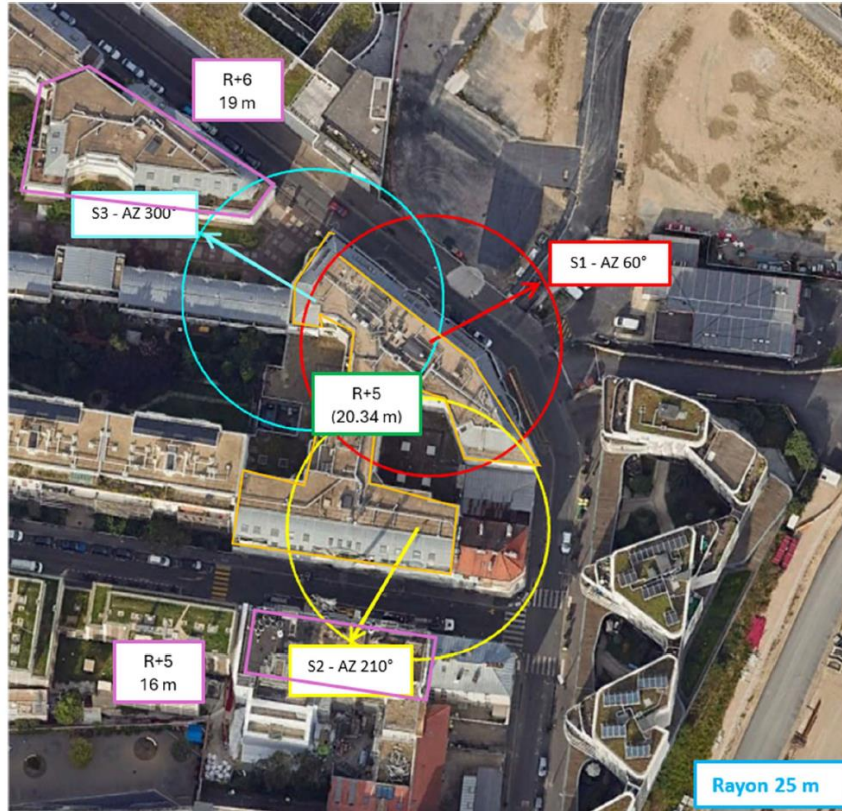 R+6
19 m
S3 - AZ 300°
S1 - AZ 60°
R+5
(20.34 m)
R+5
16 m
S2 - AZ 210°
Rayon 25 m